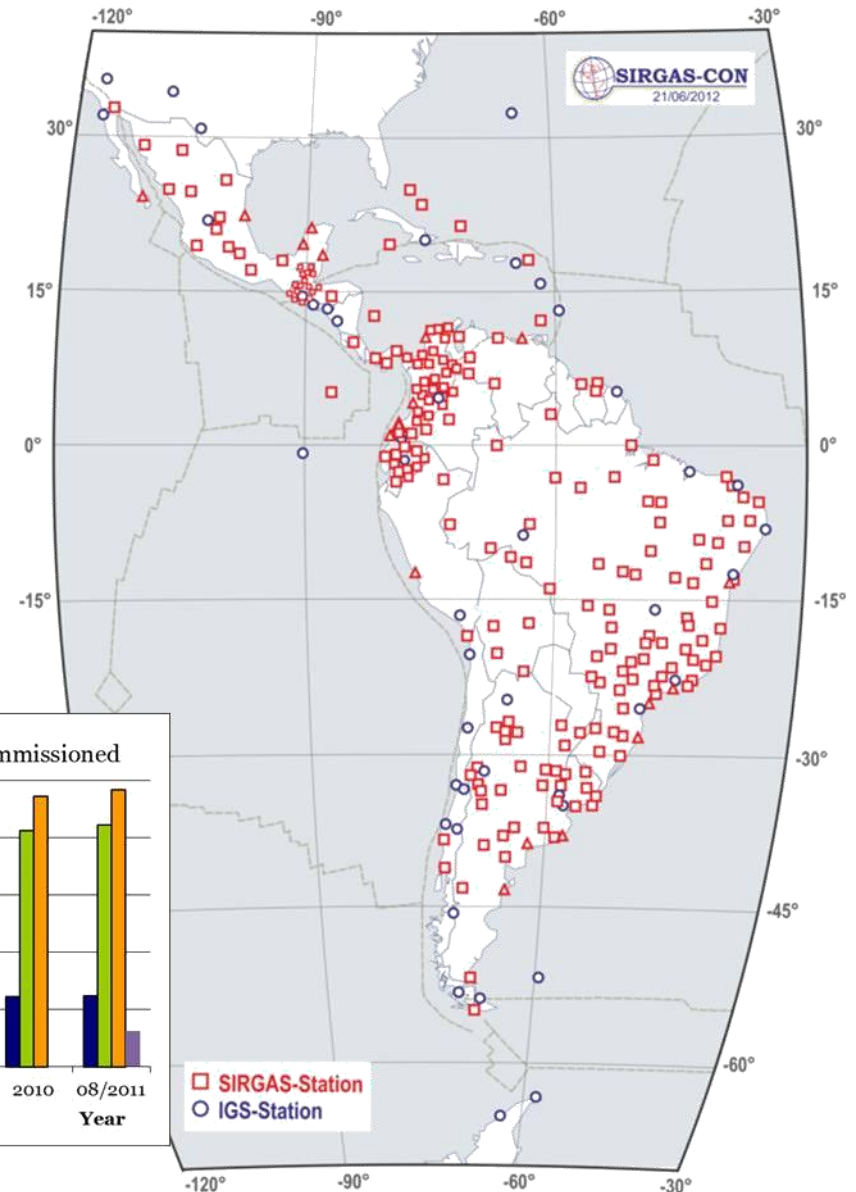 -120° -90° -60° -30°
SIRGAS-CON
21/06/2012
30° 30°
15° 15°
0° 0°
-15° -15°
-30°
-45°
-60°
mmissioned
2010 08/2011
Year
SIRGAS-Station
IGS-Station
-120° -90° -60° -30°